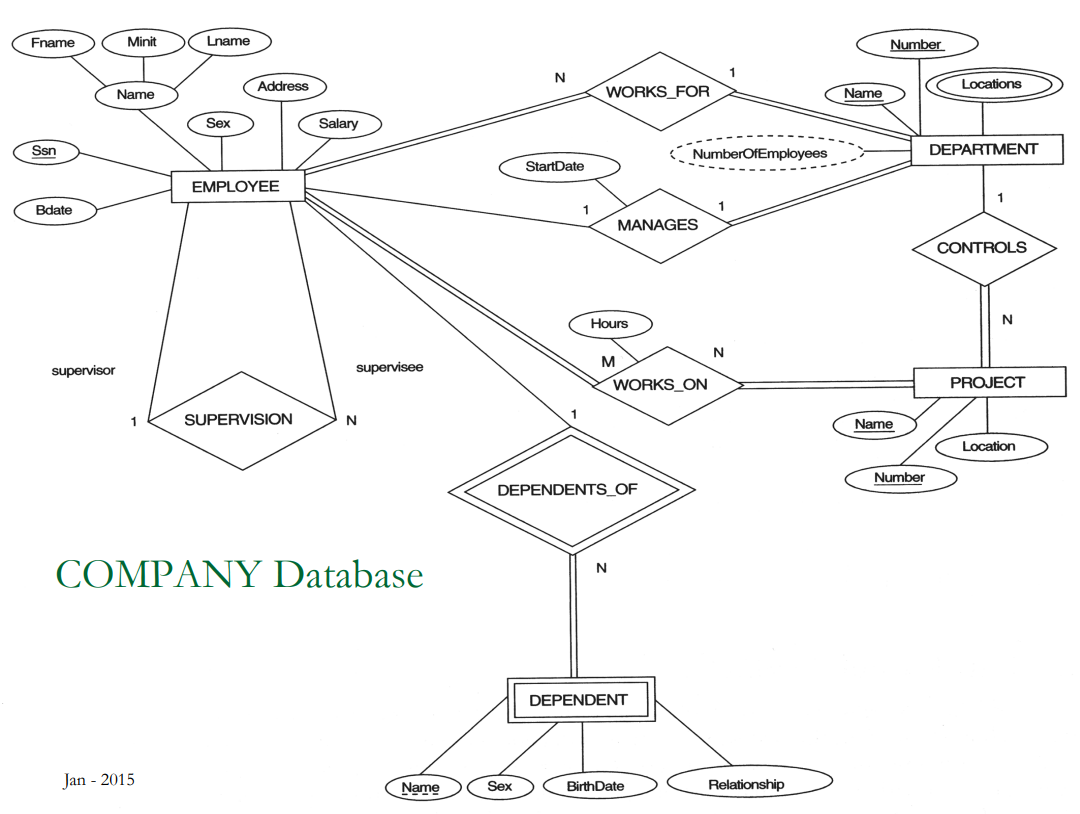 Fname
Minit
Lname
Name
Address
Sex
Salary
Ssn
Bdate
EMPLOYEE
N
WORKS_FOR
1
Number
Name
Locations
NumberOfEmployees
DEPARTMENT
StartDate
1
MANAGES
1
1
CONTROLS
N
supervisor
supervisee
1
SUPERVISION
N
Hours
M
WORKS_ON
N
PROJECT
Name
Location
Number
1
DEPENDENTS_OF
N
COMPANY Database
DEPENDENT
Name
Sex
BirthDate
Relationship
Jan - 2015